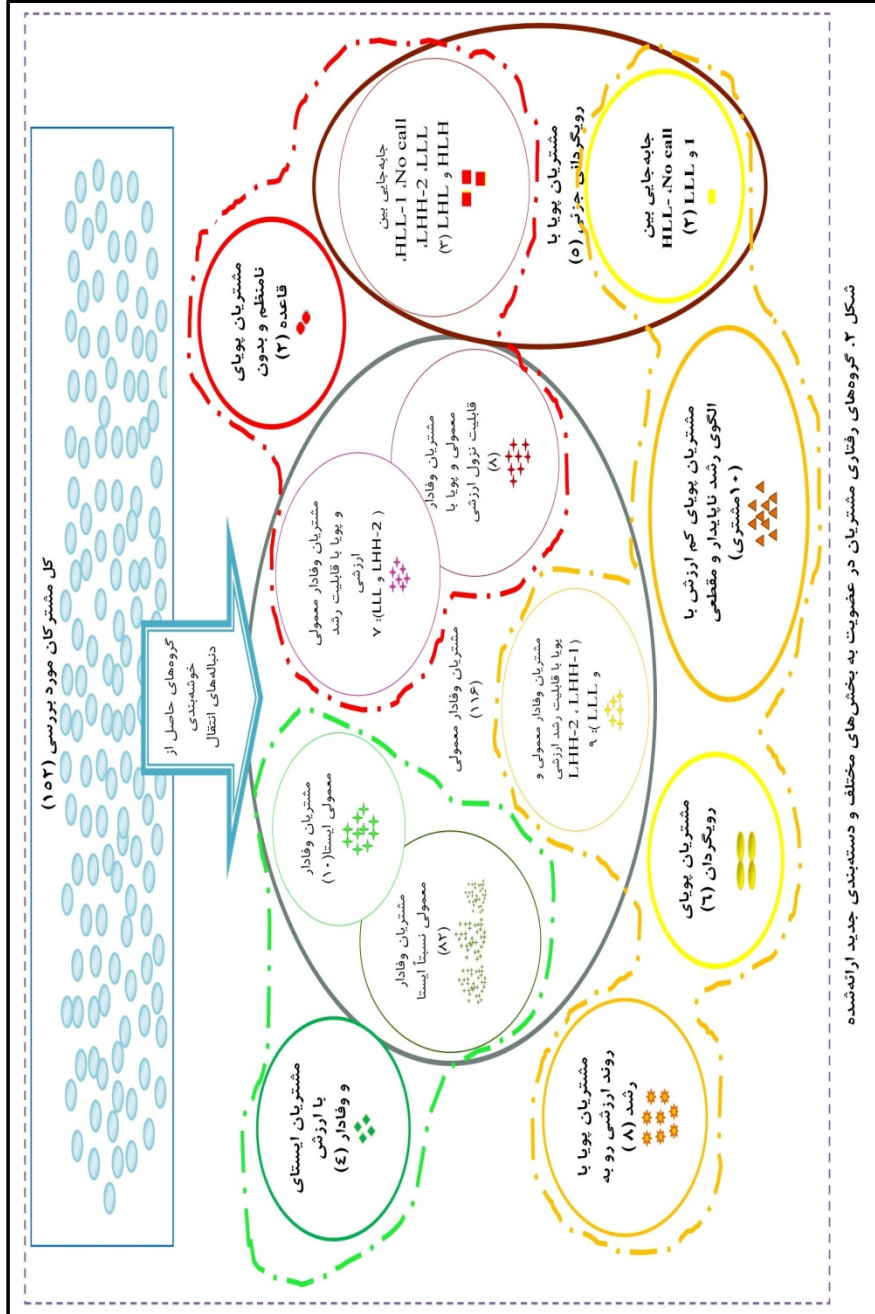 کل مشترکان مورد بررسی (۱۵۲)
گروه‌های حاصل از
خوشه‌بندی
دنباله‌های انتقال
مشتریان ایستای
با ارزش
و وفادار (٤)
مشتریان وفادار
معمولی ایستا(۱۰)
مشتریان وفادار
معمولی نسبتاً ایستا
(۸۲)
مشتریان وفادار معمولی
(۱۱۶)
مشتریان وفادار معمولی
و پویا با قابلیت رشد
ارزشی
(LHH-2 و LLL): ۷
مشتریان وفادار
معمولی و پویا با
قابلیت نزول ارزشی
(۸)
مشتریان وفادار معمولی و
پویا با قابلیت رشد ارزشی
(LHH-1 ، LHH-2
و LLL): ۹
مشتریان پویای
نامنظم و بدون
قاعده (۲)
جابه‌جایی بین
.HLL-1 .No call
.LHH-2 .LLL
HLH و LHL (۳)
مشتریان پویا با
رویگردانی جزئی (٥)
جابه‌جایی بین
HLL- .No call
1 و LLL (۲)
مشتریان پویا با
روند ارزشی رو به
رشد (۸)
مشتریان پویای
رویگردان (٦)
مشتریان پویای کم ارزش با
الگوی رشد ناپایدار و مقطعی
(۱۰مشتری)
شکل ۲. گروه‌های رفتاری مشتریان در عضویت به بخش‌های مختلف و دسته‌بندی جدید ارائه‌شده